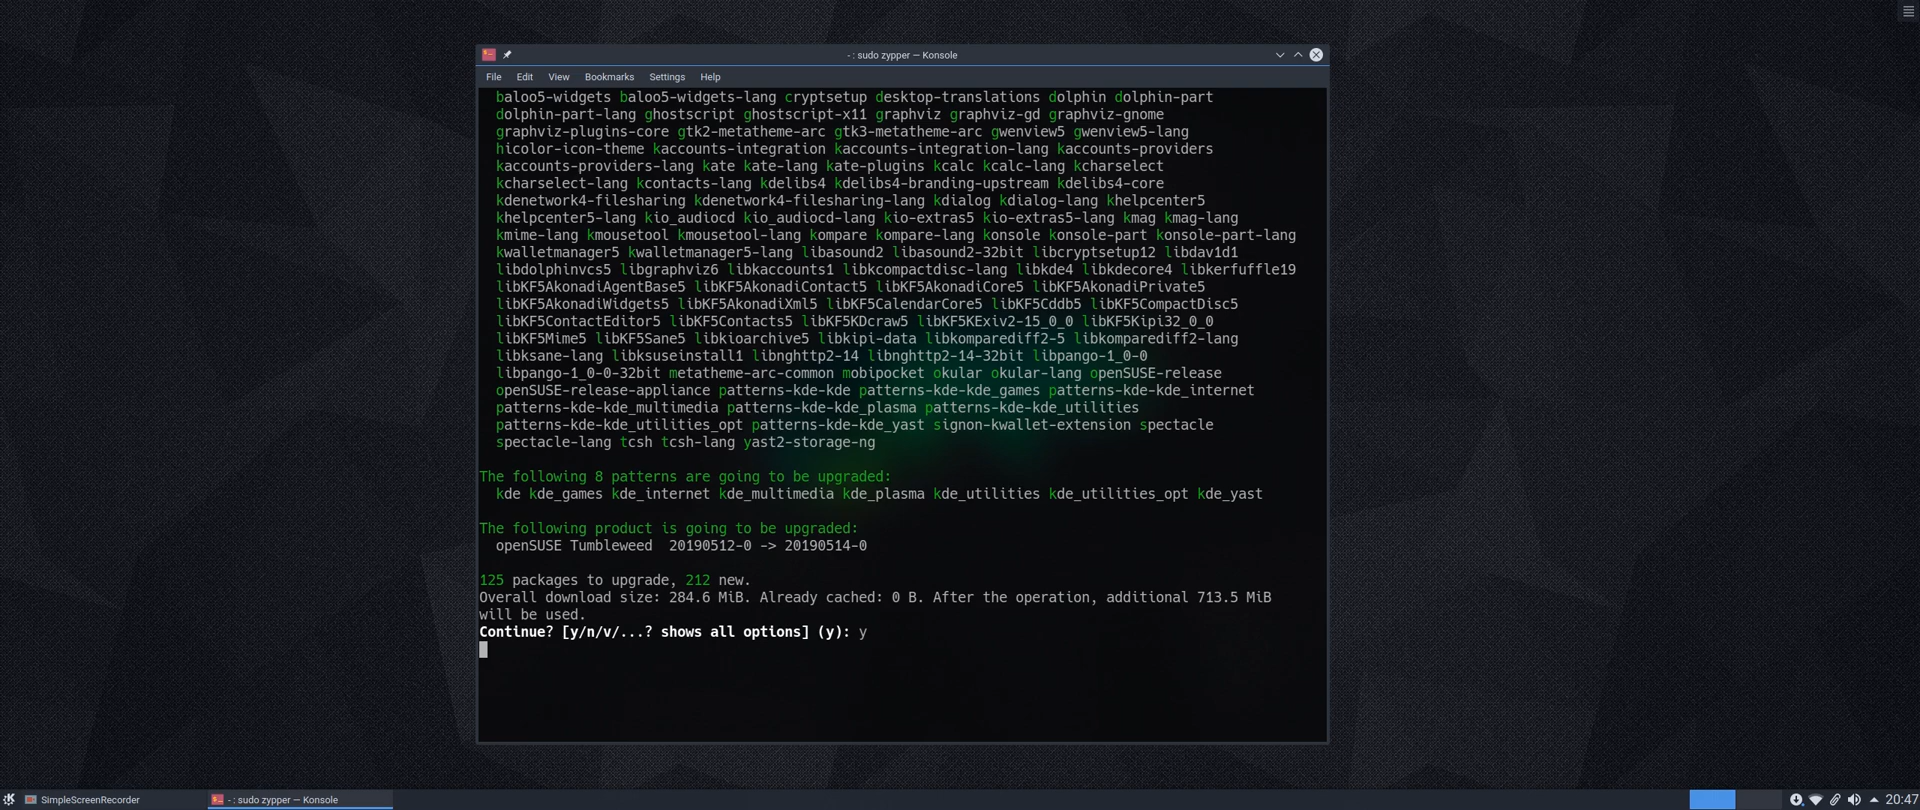 - : sudo zypper — Konsole
File Edit View Bookmarks Settings Help
baloo5-widgets baloo5-widgets-lang cryptsetup desktop-translations dolphin dolphin-part
dolphin-part-lang ghostscript ghostscript-x11 graphviz graphviz-gd graphviz-gnome
graphviz-plugins-core gtk2-metatheme-arc gtk3-metatheme-arc gwenview5 gwenview5-lang
hicolor-icon-theme kaccounts-integration kaccounts-integration-lang kaccounts-providers
kaccounts-providers-lang kate kate-lang kate-plugins kcalc kcalc-lang kcharselect
kcharselect-lang kcontacts-lang kdelibs4 kdelibs4-branding-upstream kdelibs4-core
kdenetwork4-filesharing kdenetwork4-filesharing-lang kdialog kdialog-lang khelpcenter5
khelpcenter5-lang kio_audiocd kio_audiocd-lang kio-extras5 kio-extras5-lang kmag kmag-lang
kmime-lang kmousetool kmousetool-lang kompare kompare-lang konsole konsole-part konsole-part-lang
kwalletmanager5 kwalletmanager5-lang libasound2 libasound2-32bit libcryptsetup12 libdav1d1
libdolphinvcs5 libgraphviz6 libkaccounts1 libkcompactdisc-lang libkde4 libkdecore4 libkerfuffle19
libKF5AkonadiAgentBase5 libKF5AkonadiContact5 libKF5AkonadiCore5 libKF5AkonadiPrivate5
libKF5AkonadiWidgets5 libKF5AkonadiXml5 libKF5CalendarCore5 libKF5Cddb5 libKF5CompactDisc5
libKF5ContactEditor5 libKF5Contacts5 libKF5KDcraw5 libKF5KExiv2-15_0_0 libKF5Kipi32_0_0
libKF5Mime5 libKF5Sane5 libkioarchive5 libkipi-data libkomparediff2-5 libkomparediff2-lang
libksane-lang libksuseinstall1 libnghttp2-14 libnghttp2-14-32bit libpango-1_0-0
libpango-1_0-0-32bit metatheme-arc-common mobipocket okular okular-lang openSUSE-release
openSUSE-release-appliance patterns-kde-kde patterns-kde-kde_games patterns-kde-kde_internet
patterns-kde-kde_multimedia patterns-kde-kde_plasma patterns-kde-kde_utilities
patterns-kde-kde_utilities_opt patterns-kde-kde_yast signon-kwallet-extension spectacle
spectacle-lang tcsh tcsh-lang yast2-storage-ng
The following 8 patterns are going to be upgraded:
kde kde_games kde_internet kde_multimedia kde_plasma kde_utilities kde_utilities_opt kde_yast
The following product is going to be upgraded:
openSUSE Tumbleweed 20190512-0 -> 20190514-0
125 packages to upgrade, 212 new.
Overall download size: 284.6 MiB. Already cached: 0 B. After the operation, additional 713.5 MiB
will be used.
Continue? [y/n/v/...? shows all options] (y): y
SimpleScreenRecorder
- : sudo zypper — Konsole
20:47